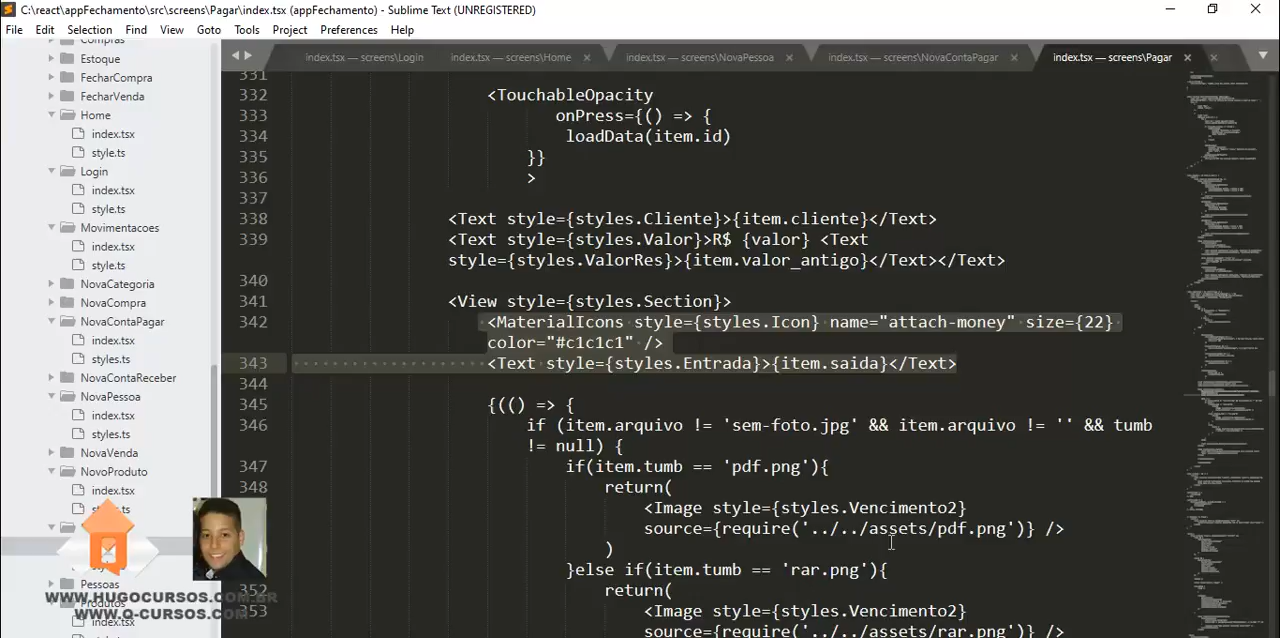 C:\react\appFechamento\src\screens\Pagar\index.tsx (appFechamento) - Sublime Text (UNREGISTERED)
File Edit Selection Find View Goto Tools Project Preferences Help
Compras
Estoque
FecharCompra
FecharVenda
Home
index.tsx
style.ts
Login
index.tsx
style.ts
Movimentacoes
index.tsx
style.ts
NovaCategoria
NovaCompra
NovaContaPagar
index.tsx
styles.ts
NovaContaReceber
NovaPessoa
index.tsx
styles.ts
NovaVenda
NovoProduto
index.tsx
Pessoas
Produtos
index.tsx
WWW.HUGOCURSOS.COM.BR
WWW.Q-CURSOS.COM
index.tsx — screens\Login index.tsx — screens\Home index.tsx — screens\NovaPessoa index.tsx — screens\NovaContaPagar index.tsx — screens\Pagar
331
332 <TouchableOpacity
333 onPress={() => {
334 loadData(item.id)
335 }}
336 >
337
338 <Text style={styles.Cliente}>{item.cliente}</Text>
339 <Text style={styles.Valor}>R$ {valor} <Text
style={styles.ValorRes}>{item.valor_antigo}</Text></Text>
340
341 <View style={styles.Section}>
342 <MaterialIcons style={styles.Icon} name="attach-money" size={22}
color="#c1c1c1" />
343 <Text style={styles.Entrada}>{item.saida}</Text>
344
345 {(() => {
346 if (item.arquivo != 'sem-foto.jpg' && item.arquivo != '' && tumb
!= null) {
347 if(item.tumb == 'pdf.png'){
348 return(
<Image style={styles.Vencimento2}
source={require('../../assets/pdf.png')} />
)
}else if(item.tumb == 'rar.png'){
352 return(
353 <Image style={styles.Vencimento2}
source={require('../../assets/rar.png')} />